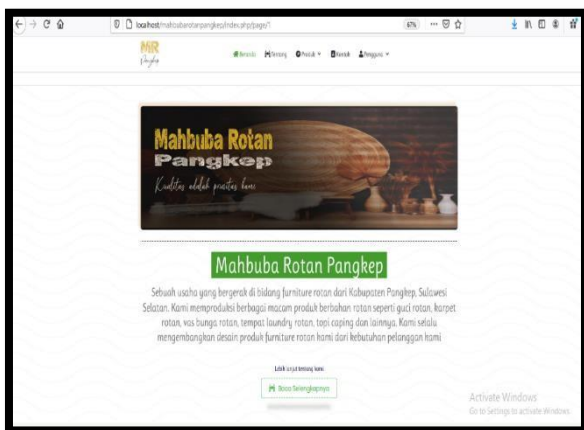 localhost/mahbubarotanpangkep/index.php/page/1
67%
MR
Pangkep
Beranda Tentang Produk Kontak Pengguna
Mahbuba Rotan
Pangkep
Kualitas adalah prioritas kami
Mahbuba Rotan Pangkep
Sebuah usaha yang bergerak di bidang furniture rotan dari Kabupaten Pangkep, Sulawesi
Selatan. Kami memproduksi berbagai macam produk berbahan rotan seperti guci rotan, karpet
rotan, vas bunga rotan, tempat laundry rotan, topi caping dan lainnya. Kami selalu
mengembangkan desain produk furniture rotan kami dari kebutuhan pelanggan kami
Lebih lanjut tentang kami
Baca Selengkapnya
Activate Windows
Go to Settings to activate Windows.